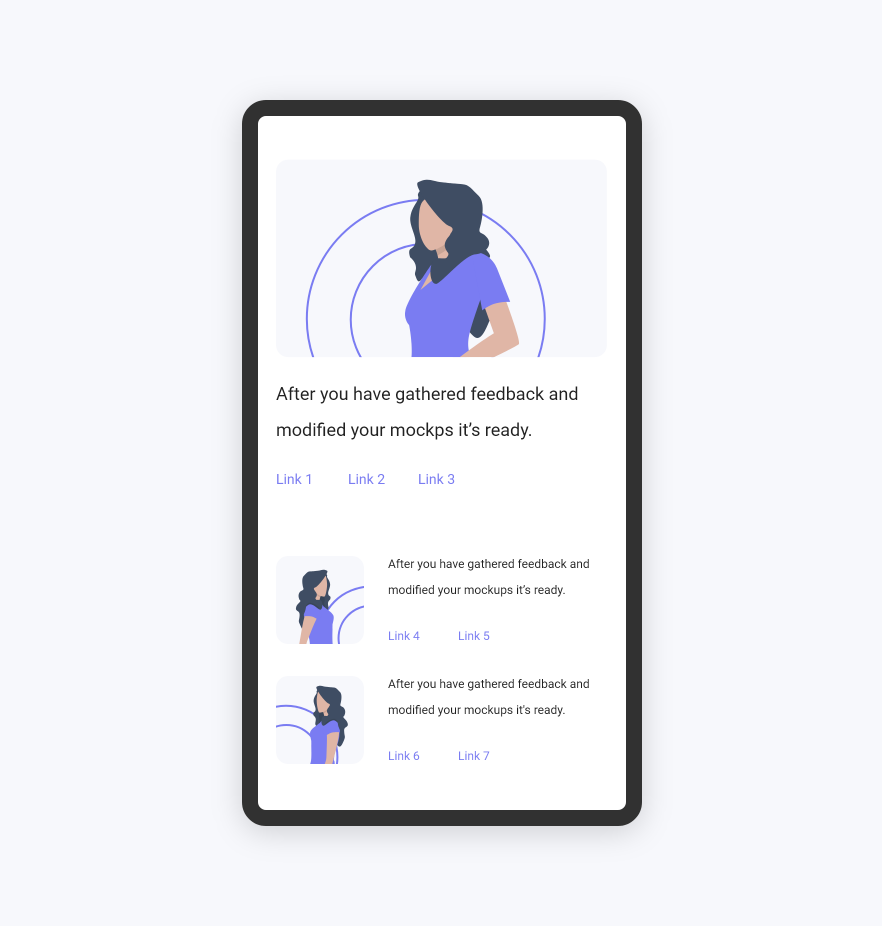 After you have gathered feedback and
modified your mockps it’s ready.
Link 1 Link 2 Link 3
After you have gathered feedback and
modified your mockups it’s ready.
Link 4 Link 5
After you have gathered feedback and
modified your mockups it’s ready.
Link 6 Link 7